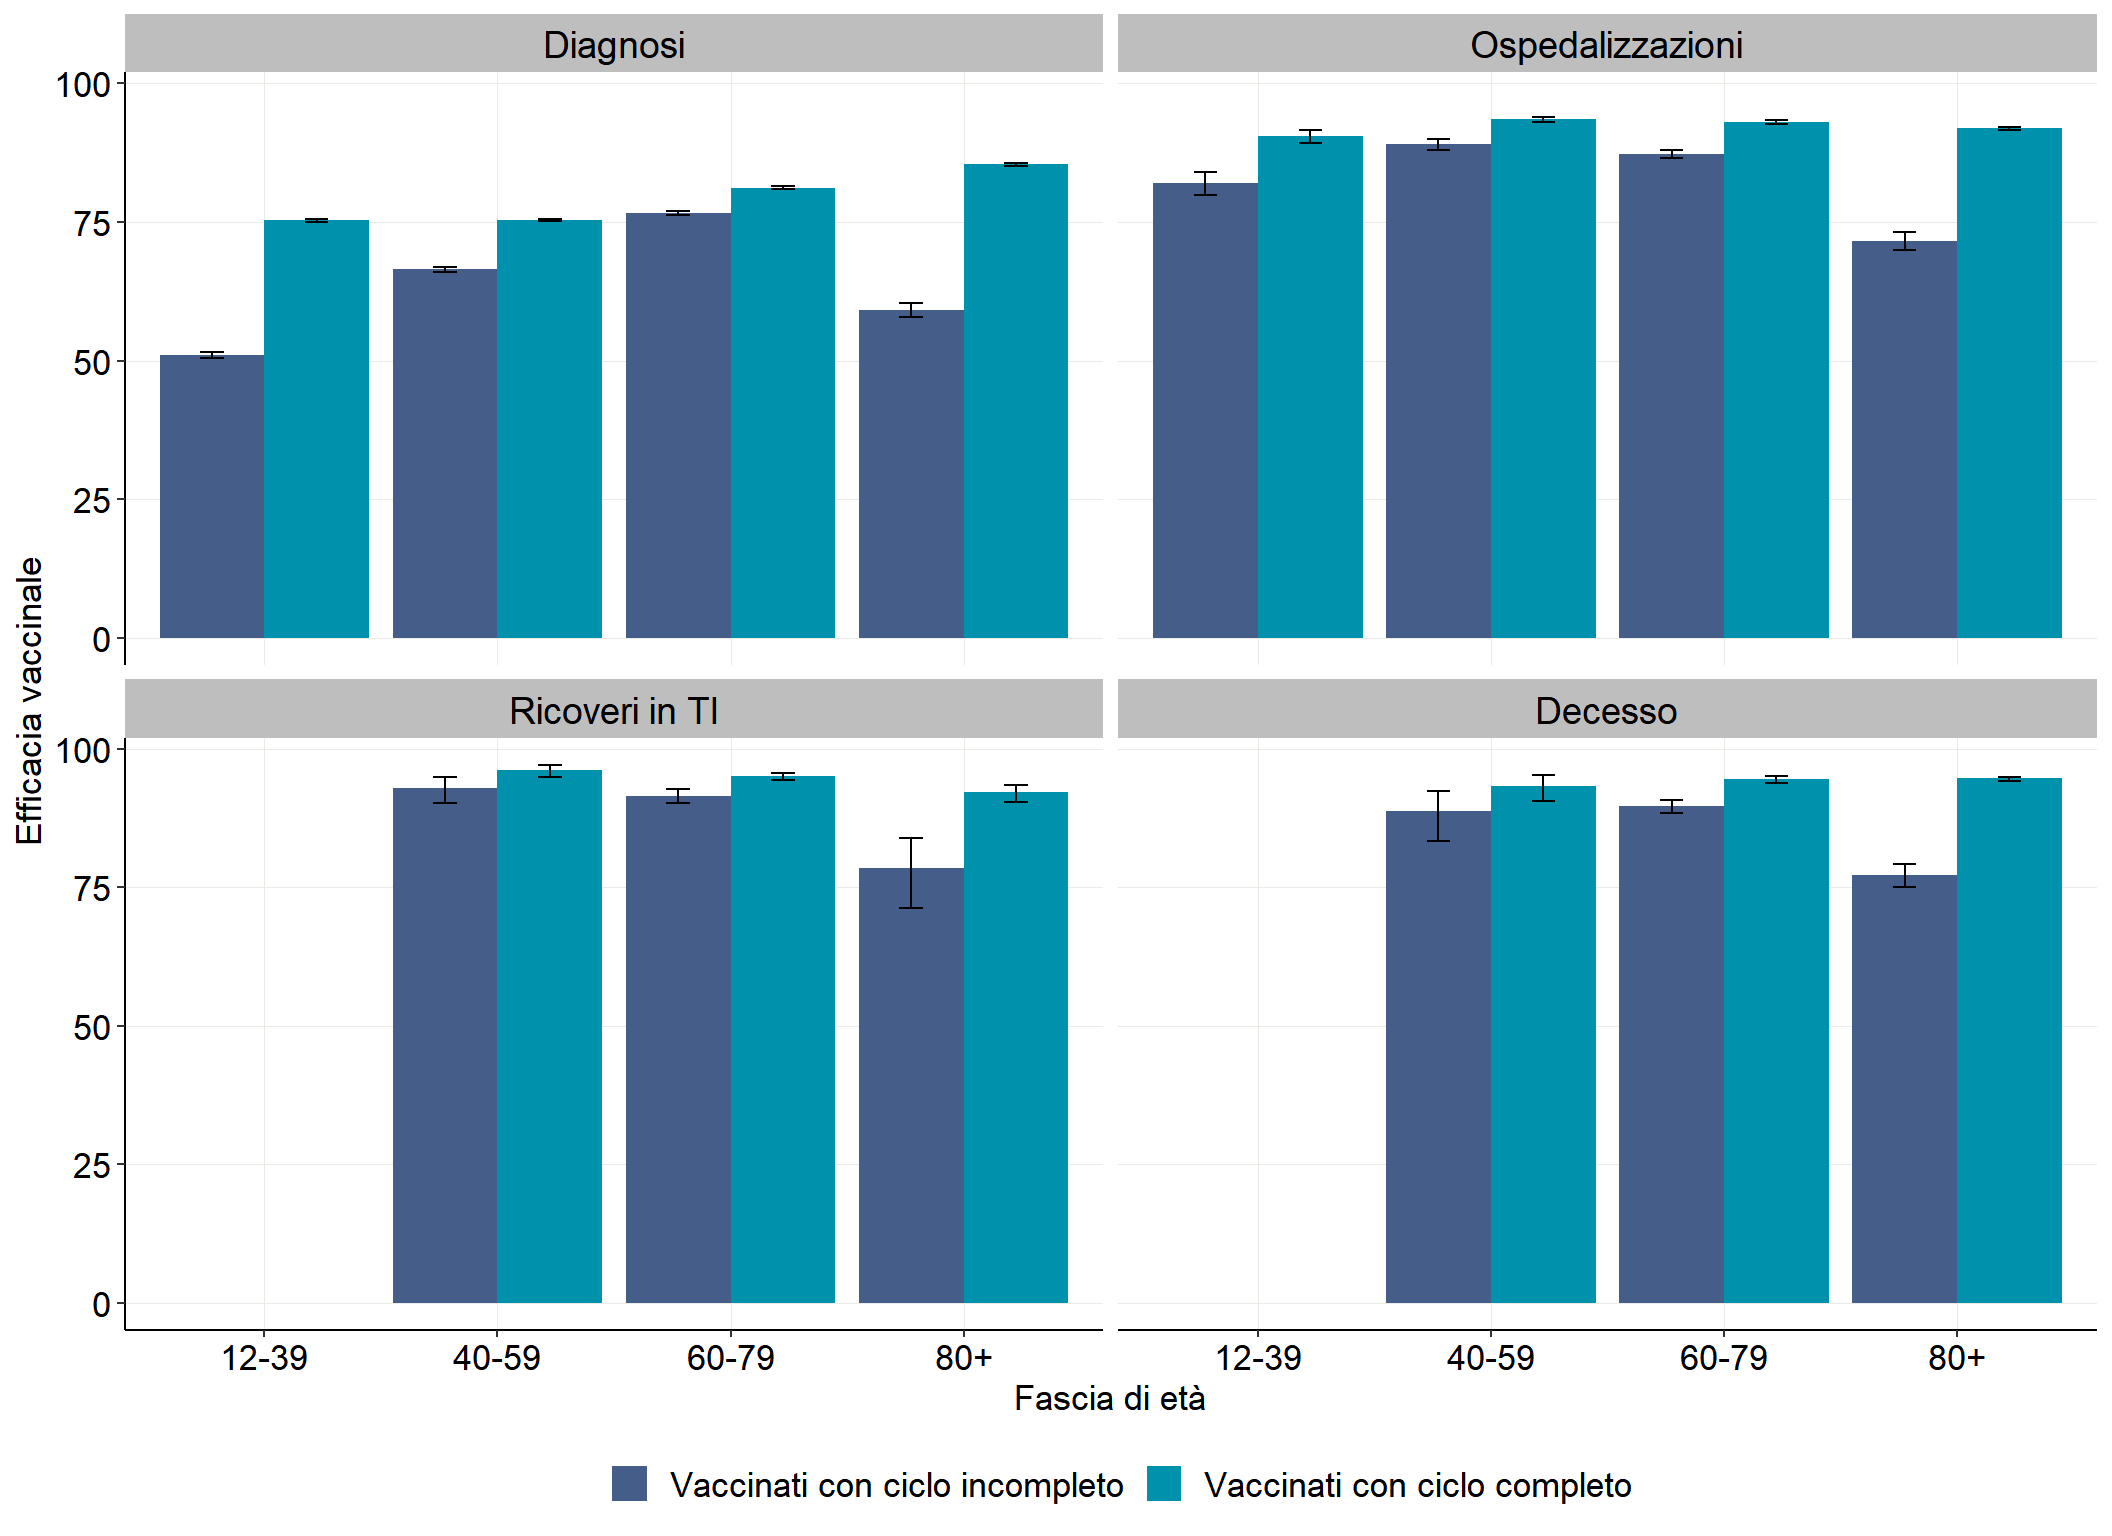 Diagnosi
Ospedalizzazioni
100
75
50
25
0
Efficacia vaccinale
Ricoveri in TI
Decesso
100
75
50
25
0
12-39 40-59 60-79 80+ 12-39 40-59 60-79 80+
Fascia di età
Vaccinati con ciclo incompleto Vaccinati con ciclo completo